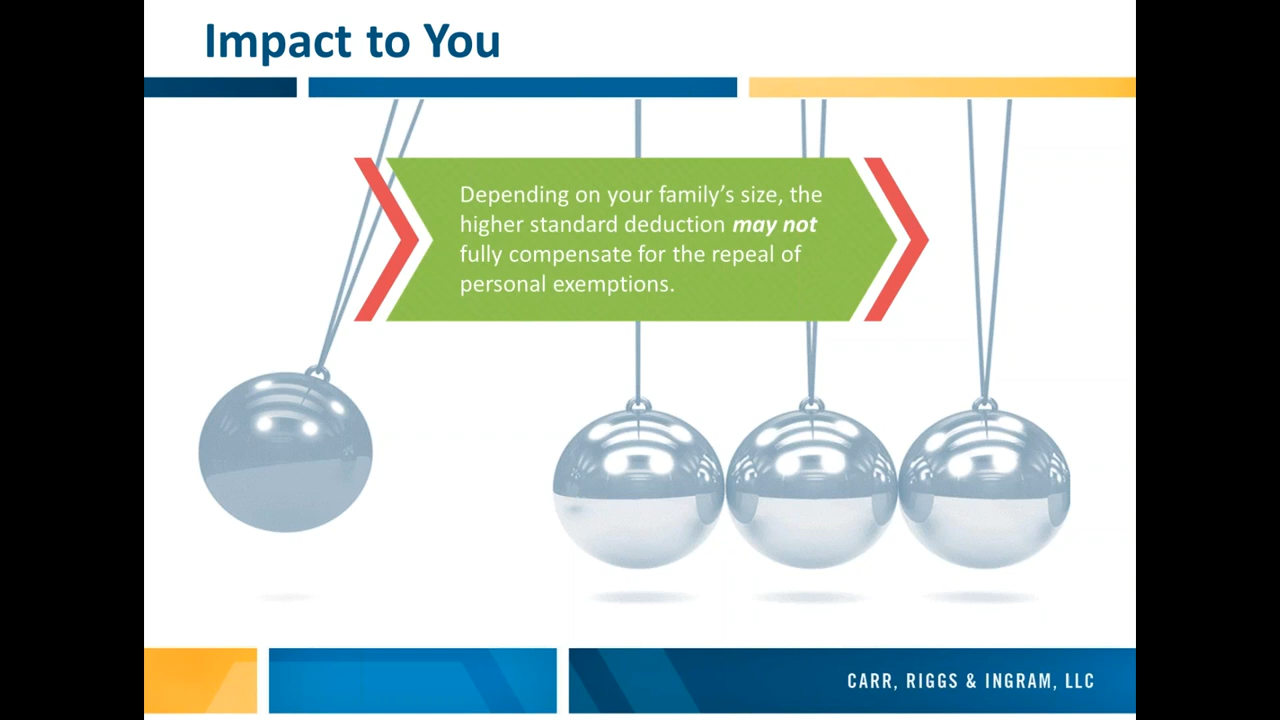 Impact to You
Depending on your family’s size, the
higher standard deduction may not
fully compensate for the repeal of
personal exemptions.
CARR, RIGGS & INGRAM, LLC